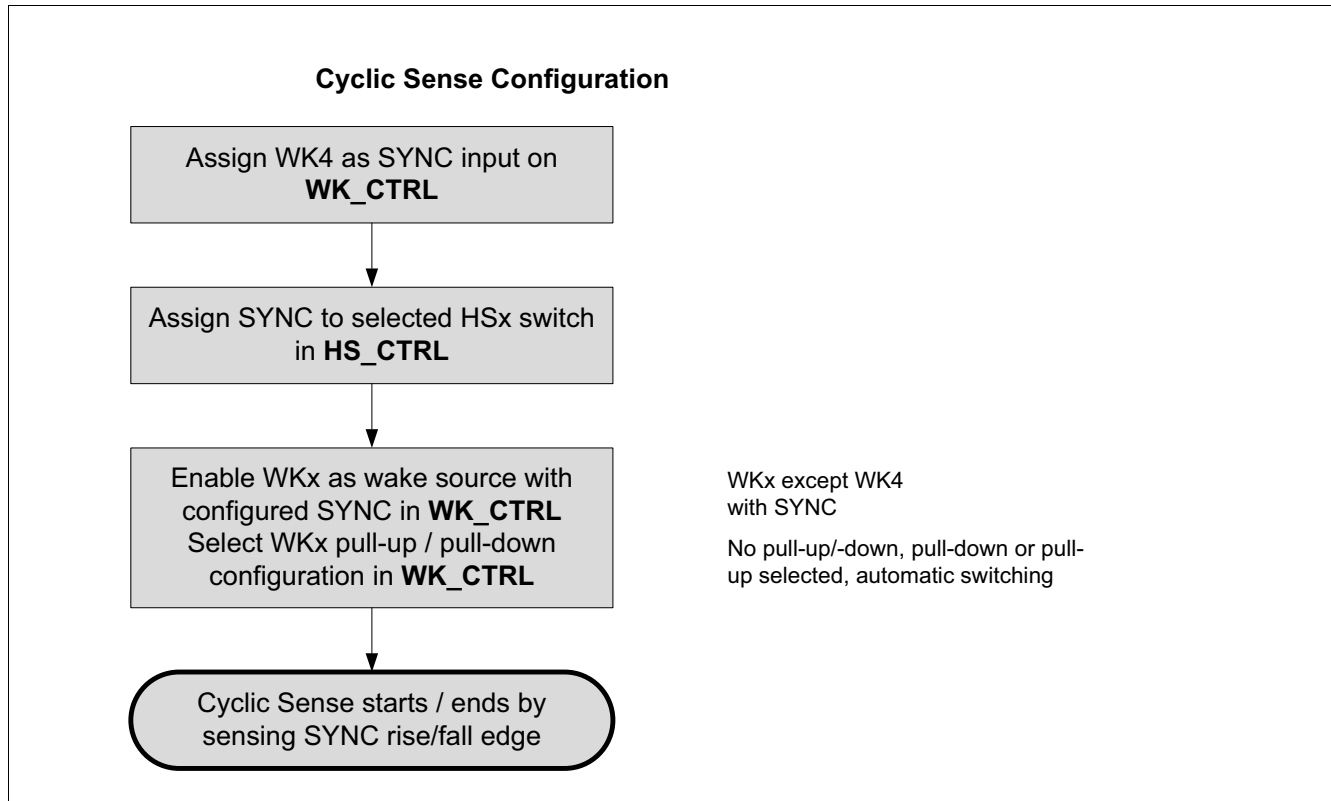 Cyclic Sense Configuration
Assign WK4 as SYNC input on
WK_CTRL
Assign SYNC to selected HSx switch
in HS_CTRL
Enable WKx as wake source with
configured SYNC in WK_CTRL
Select WKx pull-up / pull-down
configuration in WK_CTRL
WKx except WK4
with SYNC
No pull-up/-down, pull-down or pull-
up selected, automatic switching
Cyclic Sense starts / ends by
sensing SYNC rise/fall edge